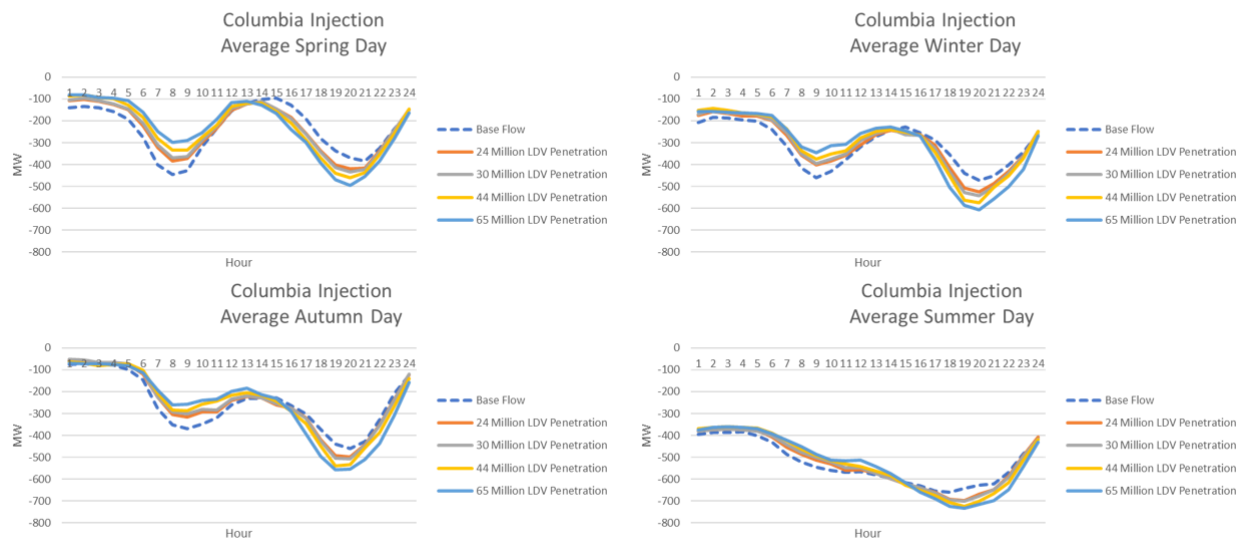 Columbia Injection
Average Spring Day
0
-100
-200
-300
-400
-500
-600
-700
-800
MW
1 2 3 4 5 6 7 8 9 10 11 12 13 14 15 16 17 18 19 20 21 22 23 24
Hour
Base Flow
24 Million LDV Penetration
30 Million LDV Penetration
44 Million LDV Penetration
65 Million LDV Penetration
Columbia Injection
Average Winter Day
0
-100
-200
-300
-400
-500
-600
-700
-800
MW
1 2 3 4 5 6 7 8 9 10 11 12 13 14 15 16 17 18 19 20 21 22 23 24
Hour
Base Flow
24 Million LDV Penetration
30 Million LDV Penetration
44 Million LDV Penetration
65 Million LDV Penetration
Columbia Injection
Average Autumn Day
0
-100
-200
-300
-400
-500
-600
-700
-800
MW
1 2 3 4 5 6 7 8 9 10 11 12 13 14 15 16 17 18 19 20 21 22 23 24
Hour
Base Flow
24 Million LDV Penetration
30 Million LDV Penetration
44 Million LDV Penetration
65 Million LDV Penetration
Columbia Injection
Average Summer Day
0
-100
-200
-300
-400
-500
-600
-700
-800
MW
1 2 3 4 5 6 7 8 9 10 11 12 13 14 15 16 17 18 19 20 21 22 23 24
Hour
Base Flow
24 Million LDV Penetration
30 Million LDV Penetration
44 Million LDV Penetration
65 Million LDV Penetration